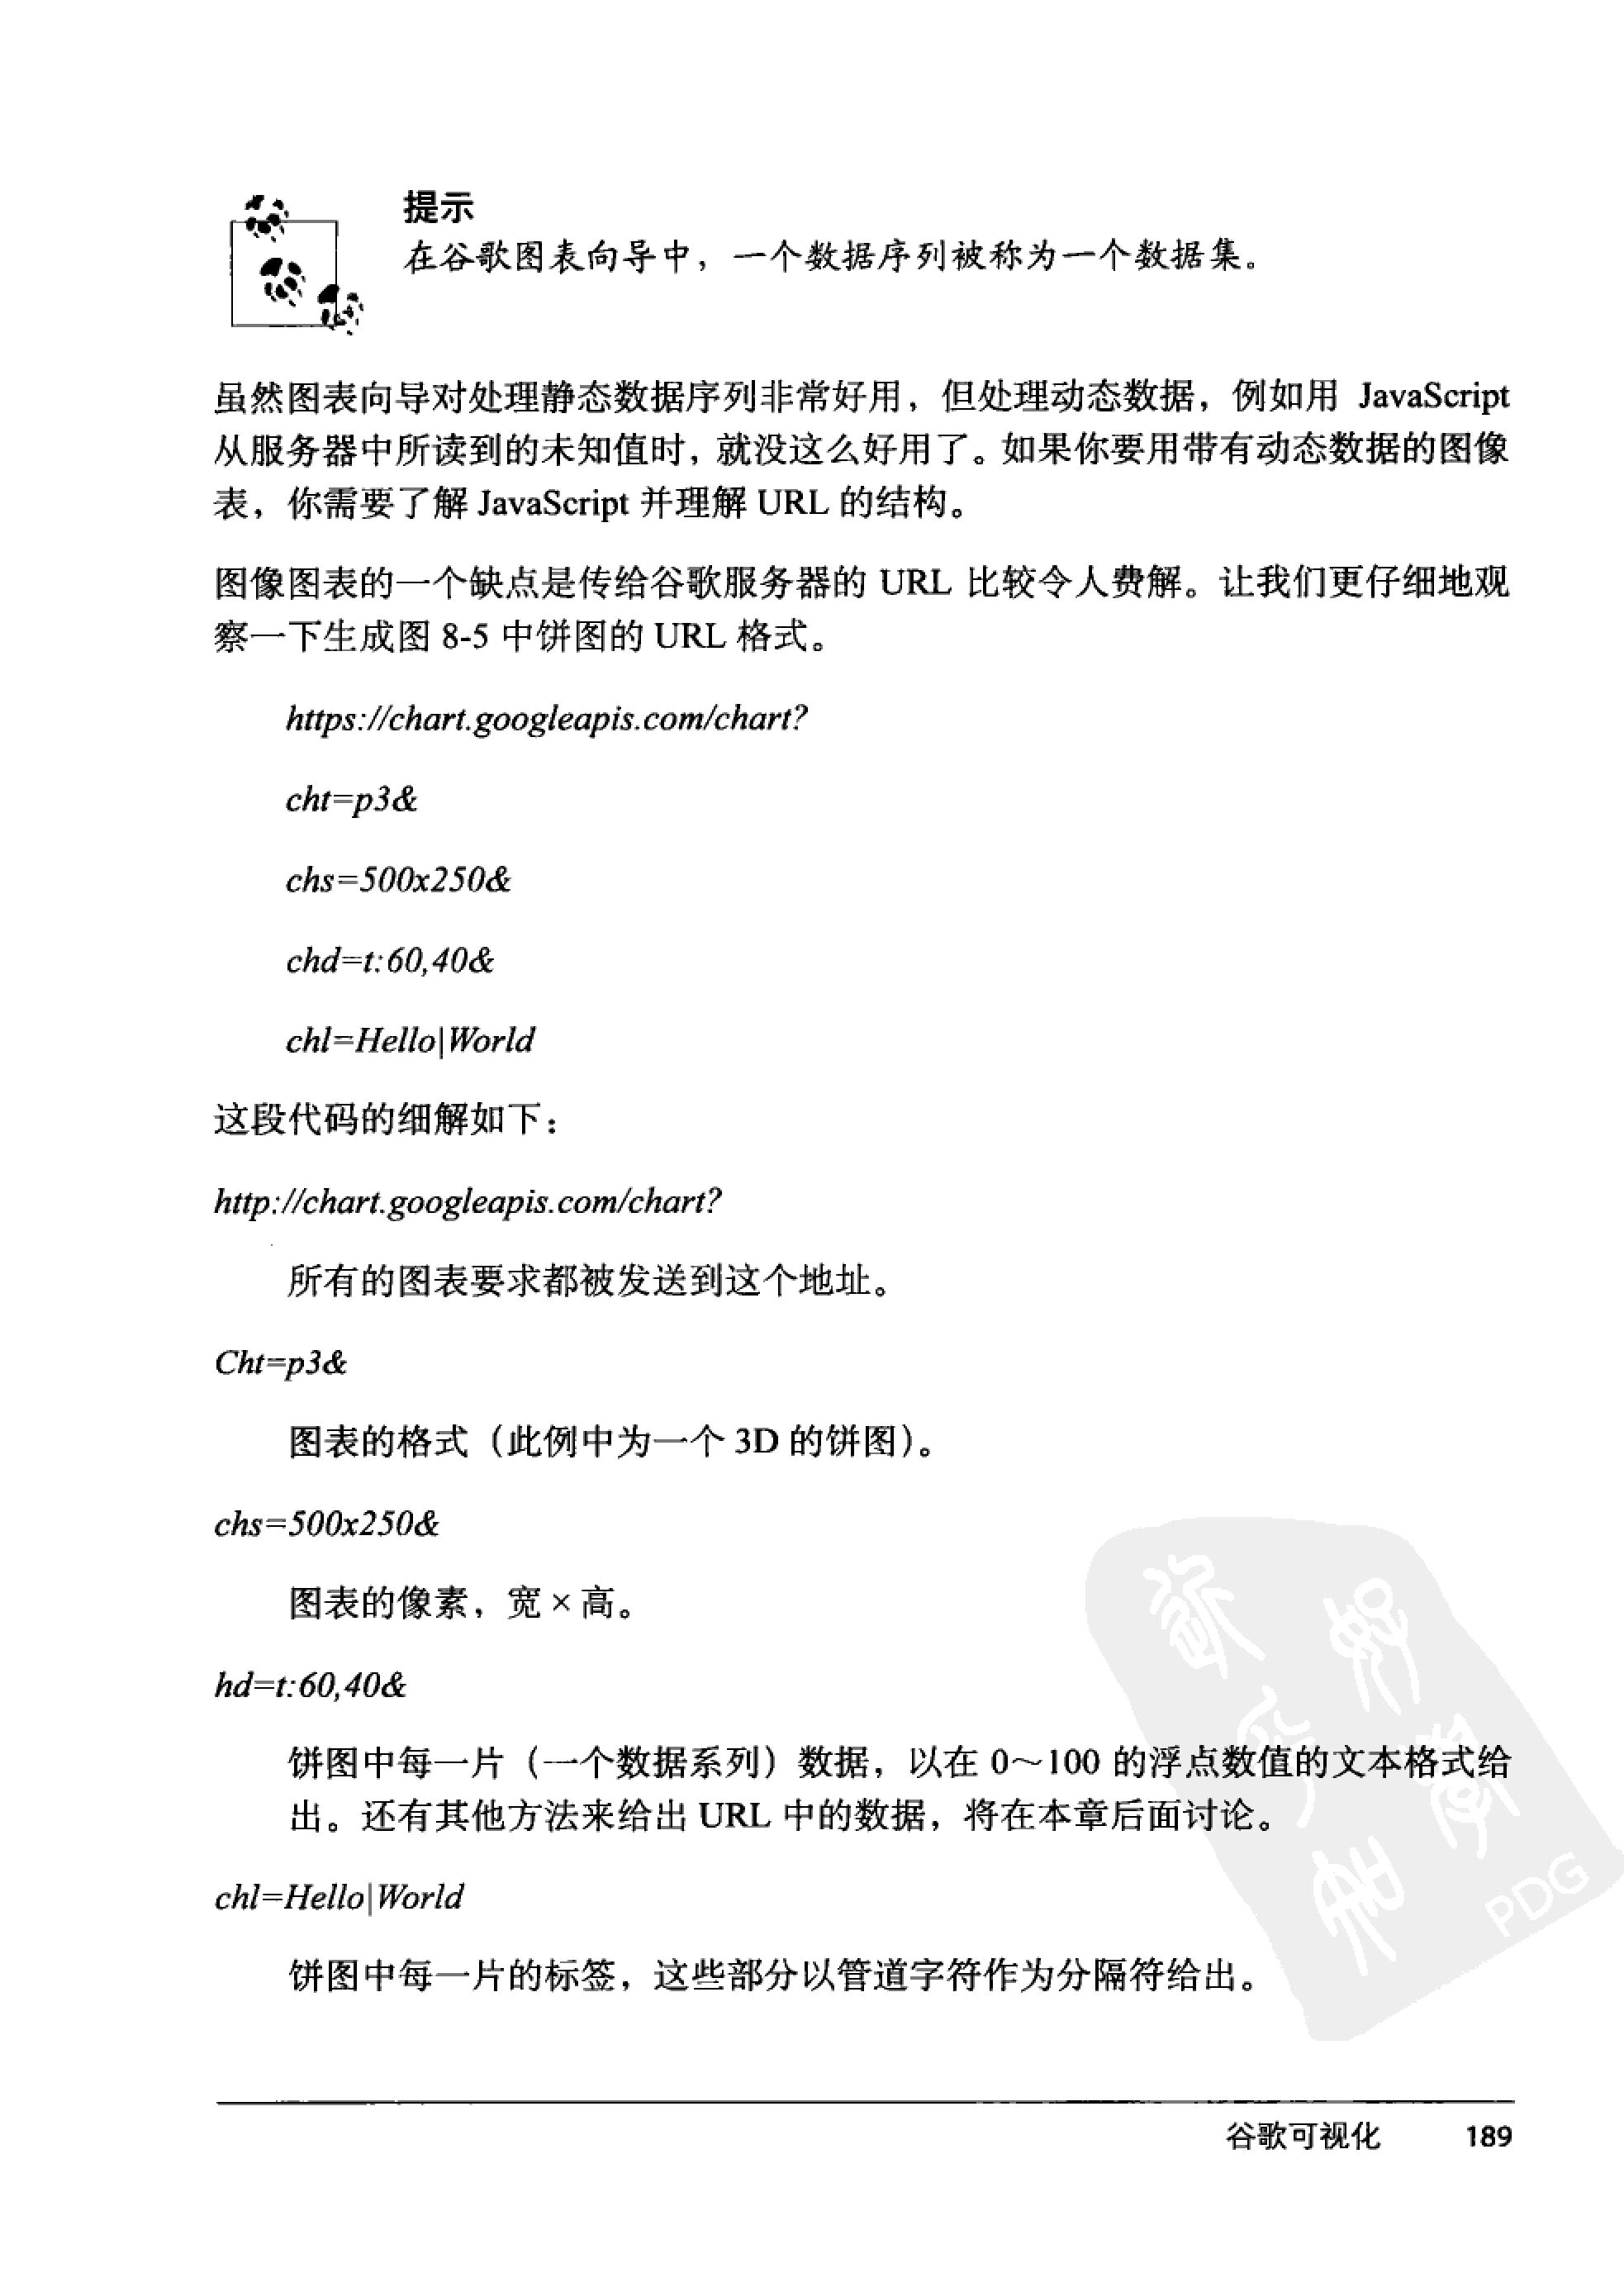 提示
在谷歌图表向导中，一个数据序列被称为一个数据集。
虽然图表向导对处理静态数据序列非常好用，但处理动态数据，例如用 JavaScript
从服务器中所读到的未知值时，就没这么好用了。如果你要用带有动态数据的图像
表，你需要了解 JavaScript 并理解 URL 的结构。
图像图表的一个缺点是传给谷歌服务器的 URL 比较令人费解。让我们更仔细地观
察一下生成图 8-5 中饼图的 URL 格式。
https://chart.googleapis.com/chart?
cht=p3&
chs=500x250&
chd=t:60,40&
chl=Hello|World
这段代码的细解如下：
http://chart.googleapis.com/chart?
所有的图表要求都被发送到这个地址。
Cht=p3&
图表的格式（此例中为一个 3D 的饼图）。
chs=500x250&
图表的像素，宽 × 高。
hd=t:60,40&
饼图中每一片（一个数据系列）数据，以在 0～100 的浮点数值的文本格式给
出。还有其他方法来给出 URL 中的数据，将在本章后面讨论。
chl=Hello|World
饼图中每一片的标签，这些部分以管道字符作为分隔符给出。
PDG
谷歌可视化 189